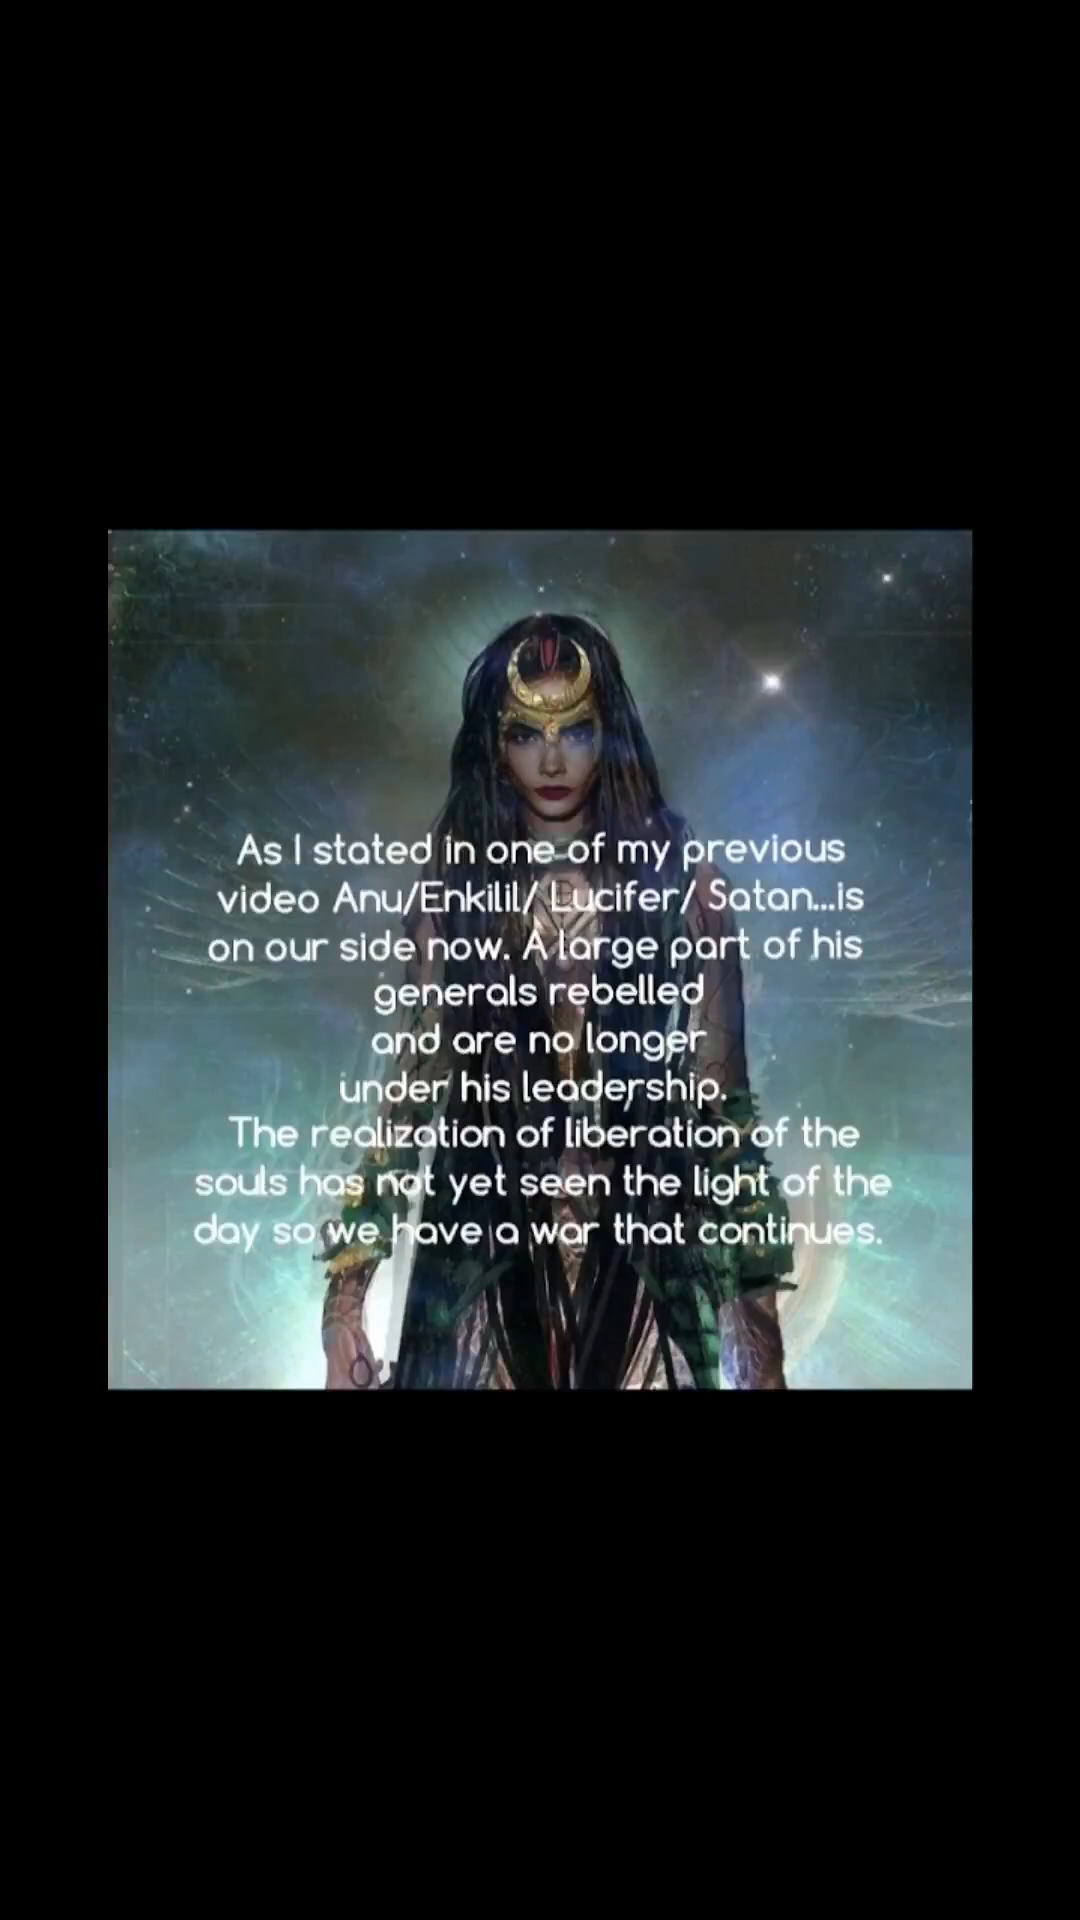 As I stated in one of my previous
video Anu/Enkilil/ Lucifer/ Satan...is
on our side now. A large part of his
generals rebelled
and are no longer
under his leadership.
The realization of liberation of the
souls has not yet seen the light of the
day so we have a war that continues.